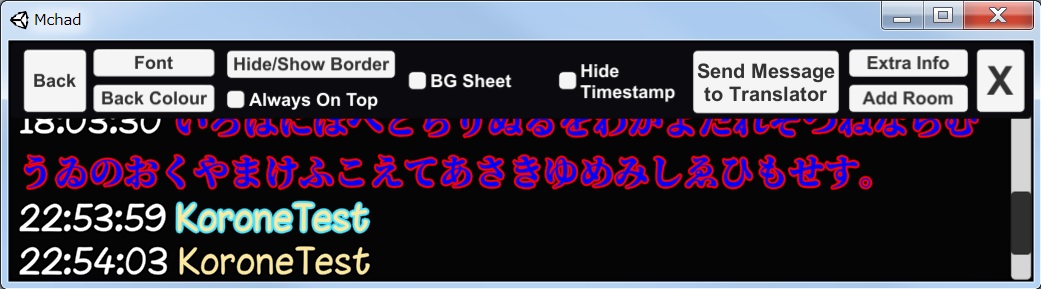 Mchad
Back
Font
Back Colour
Hide/Show Border
Always On Top
BG Sheet
Hide
Timestamp
Send Message
to Translator
Extra Info
Add Room
X
18:03:30 いろはにほへとちりぬるをわがよたれそつねならむ
うゐのおくやまけふこえてあさきゆめみしゑひもせす。
22:53:59 KoroneTest
22:54:03 KoroneTest